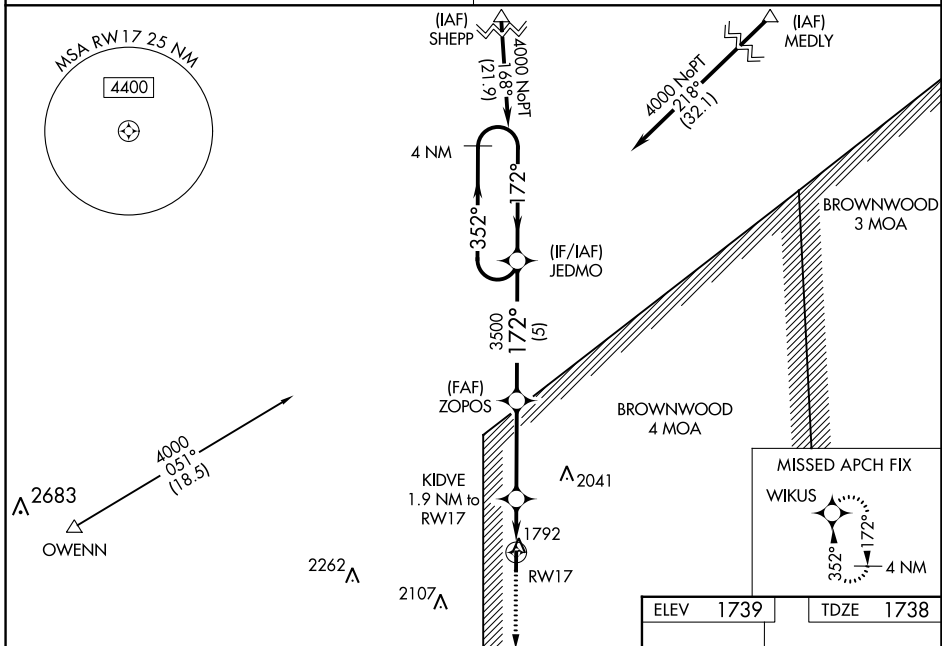 MSA RW17 25 NM
4400
(IAF)
SHEPP
4000 NoPT
168°
(21.9)
(IAF)
MEDLY
4000 NoPT
218°
(32.1)
4 NM
352°
172°
(IF/IAF)
JEDMO
3500
172°
(5)
BROWNWOOD
3 MOA
(FAF)
ZOPOS
BROWNWOOD
4 MOA
4000
051°
(18.5)
2683
OWENN
KIDVE
1.9 NM to
RW17
2041
1792
RW17
2262
2107
MISSED APCH FIX
WIKUS
352°
172°
4 NM
ELEV 1739
TDZE 1738